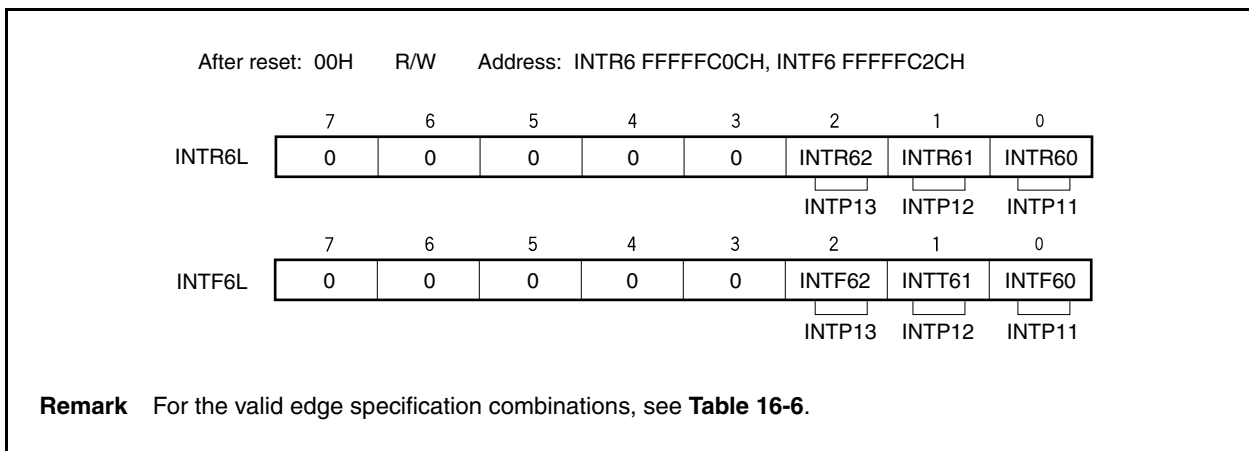 After reset: 00H R/W Address: INTR6 FFFFFC0CH, INTF6 FFFFFC2CH
7 6 5 4 3 2 1 0
INTR6L 0 0 0 0 0 INTR62 INTR61 INTR60
INTP13 INTP12 INTP11
7 6 5 4 3 2 1 0
INTF6L 0 0 0 0 0 INTF62 INTT61 INTF60
INTP13 INTP12 INTP11
Remark For the valid edge specification combinations, see Table 16-6.